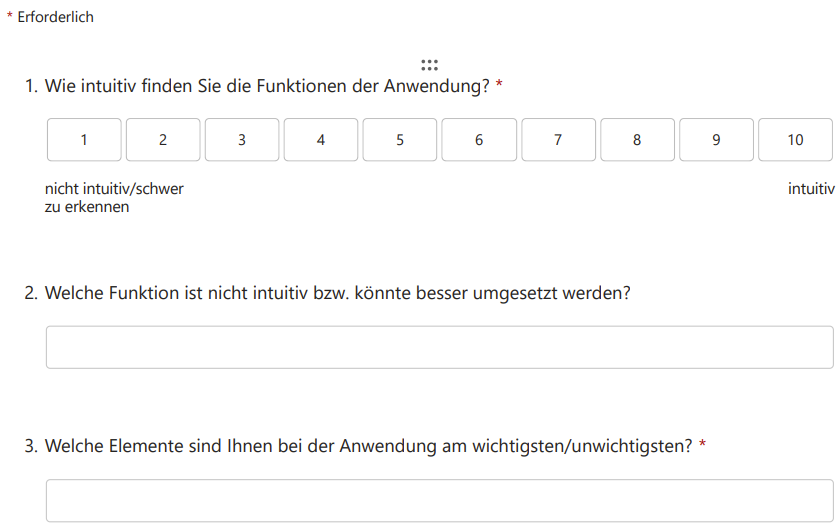 * Erforderlich
1. Wie intuitiv finden Sie die Funktionen der Anwendung? *
1 2 3 4 5 6 7 8 9 10
nicht intuitiv/schwer
zu erkennen
intuitiv
2. Welche Funktion ist nicht intuitiv bzw. könnte besser umgesetzt werden?
3. Welche Elemente sind Ihnen bei der Anwendung am wichtigsten/unwichtigsten? *